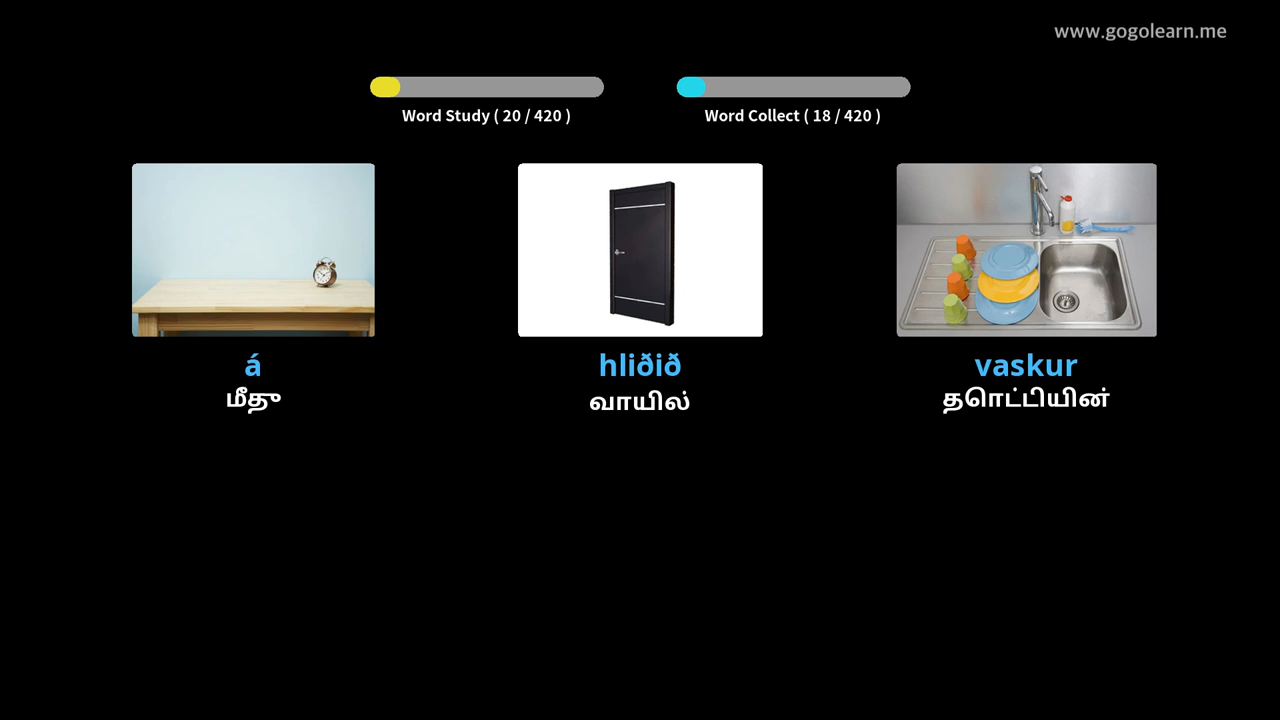 www.gogolearn.me
Word Study ( 20 / 420 )
Word Collect ( 18 / 420 )
á
hliðið
vaskur
மீது
வாயில்
தொட்டியின்